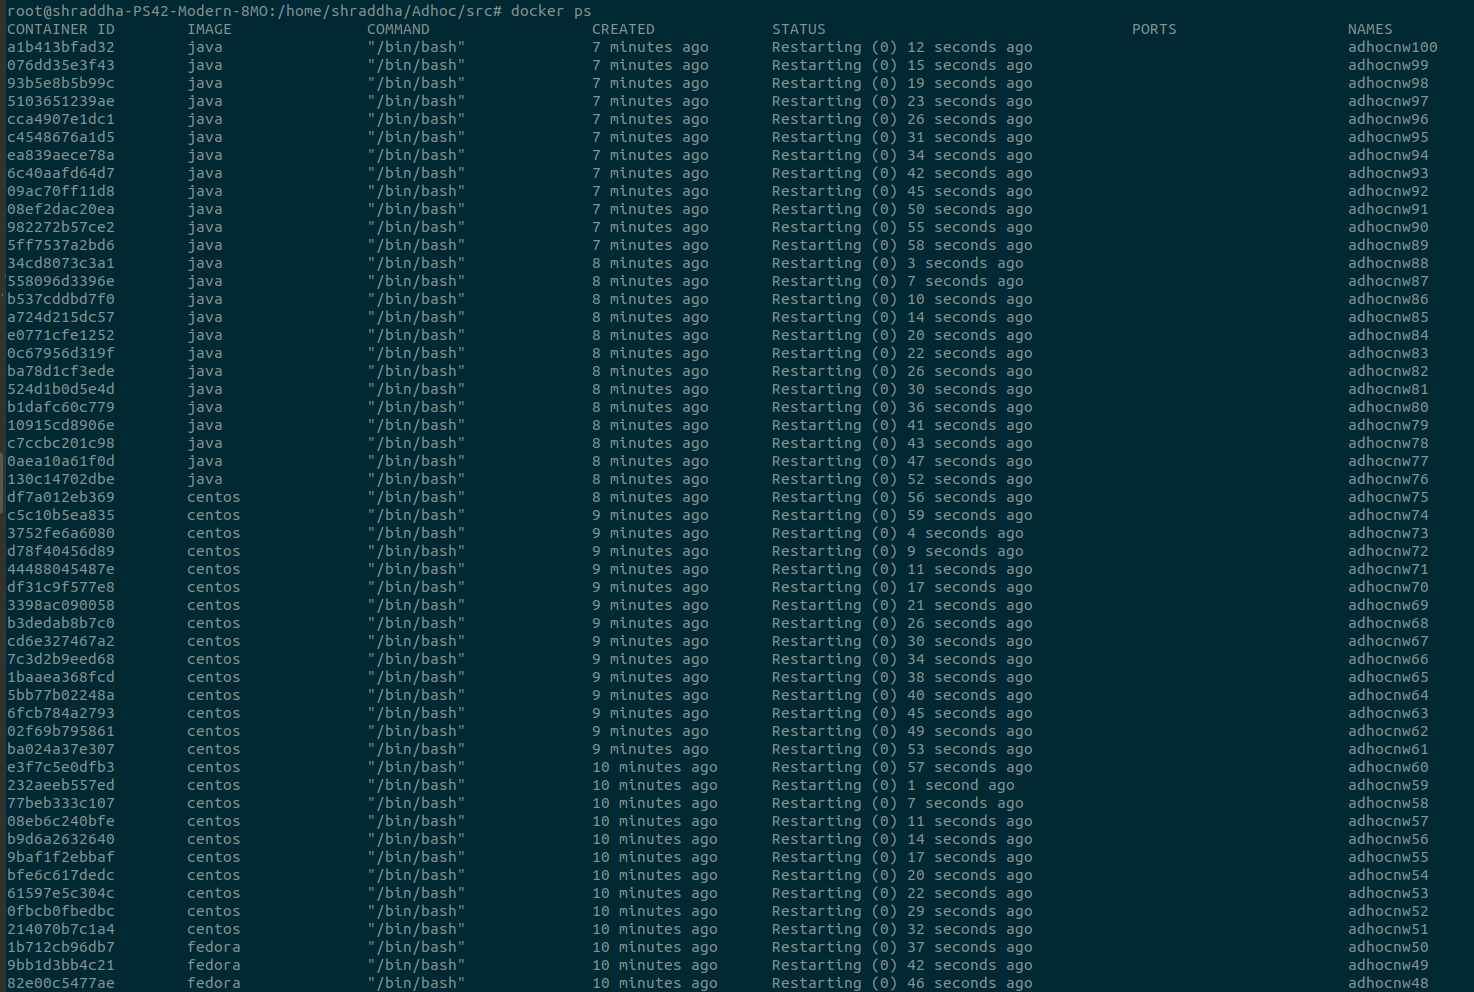 root@shraddha-PS42-Modern-8MO:/home/shraddha/Adhoc/src# docker ps
CONTAINER ID        IMAGE               COMMAND                  CREATED             STATUS                                  PORTS                   NAMES
a1b413bfad32        java                "/bin/bash"              7 minutes ago       Restarting (0) 12 seconds ago                                   adhocnw100
076dd35e3f43        java                "/bin/bash"              7 minutes ago       Restarting (0) 15 seconds ago                                   adhocnw99
93b5e8b5b99c        java                "/bin/bash"              7 minutes ago       Restarting (0) 19 seconds ago                                   adhocnw98
5103651239ae        java                "/bin/bash"              7 minutes ago       Restarting (0) 23 seconds ago                                   adhocnw97
cca4907e1dc1        java                "/bin/bash"              7 minutes ago       Restarting (0) 26 seconds ago                                   adhocnw96
c4548676a1d5        java                "/bin/bash"              7 minutes ago       Restarting (0) 31 seconds ago                                   adhocnw95
ea839aece78a        java                "/bin/bash"              7 minutes ago       Restarting (0) 34 seconds ago                                   adhocnw94
6c40aafd64d7        java                "/bin/bash"              7 minutes ago       Restarting (0) 42 seconds ago                                   adhocnw93
09ac70ff11d8        java                "/bin/bash"              7 minutes ago       Restarting (0) 45 seconds ago                                   adhocnw92
08ef2dac20ea        java                "/bin/bash"              7 minutes ago       Restarting (0) 50 seconds ago                                   adhocnw91
982272b57ce2        java                "/bin/bash"              7 minutes ago       Restarting (0) 55 seconds ago                                   adhocnw90
5ff7537a2bd6        java                "/bin/bash"              7 minutes ago       Restarting (0) 58 seconds ago                                   adhocnw89
34cd8073c3a1        java                "/bin/bash"              8 minutes ago       Restarting (0) 3 seconds ago                                    adhocnw88
558096d3396e        java                "/bin/bash"              8 minutes ago       Restarting (0) 7 seconds ago                                    adhocnw87
b537cddbd7f0        java                "/bin/bash"              8 minutes ago       Restarting (0) 10 seconds ago                                   adhocnw86
a724d215dc57        java                "/bin/bash"              8 minutes ago       Restarting (0) 14 seconds ago                                   adhocnw85
e0771cfe1252        java                "/bin/bash"              8 minutes ago       Restarting (0) 20 seconds ago                                   adhocnw84
0c67956d319f        java                "/bin/bash"              8 minutes ago       Restarting (0) 22 seconds ago                                   adhocnw83
ba78d1cf3ede        java                "/bin/bash"              8 minutes ago       Restarting (0) 26 seconds ago                                   adhocnw82
524d1b0d5e4d        java                "/bin/bash"              8 minutes ago       Restarting (0) 30 seconds ago                                   adhocnw81
b1dafc60c779        java                "/bin/bash"              8 minutes ago       Restarting (0) 36 seconds ago                                   adhocnw80
10915cd8906e        java                "/bin/bash"              8 minutes ago       Restarting (0) 41 seconds ago                                   adhocnw79
c7ccbc201c98        java                "/bin/bash"              8 minutes ago       Restarting (0) 43 seconds ago                                   adhocnw78
0aea10a61f0d        java                "/bin/bash"              8 minutes ago       Restarting (0) 47 seconds ago                                   adhocnw77
130c14702dbe        java                "/bin/bash"              8 minutes ago       Restarting (0) 52 seconds ago                                   adhocnw76
df7a012eb369        centos              "/bin/bash"              8 minutes ago       Restarting (0) 56 seconds ago                                   adhocnw75
c5c10b5ea835        centos              "/bin/bash"              9 minutes ago       Restarting (0) 59 seconds ago                                   adhocnw74
3752fe6a6080        centos              "/bin/bash"              9 minutes ago       Restarting (0) 4 seconds ago                                    adhocnw73
d78f40456d89        centos              "/bin/bash"              9 minutes ago       Restarting (0) 9 seconds ago                                    adhocnw72
44488045487e        centos              "/bin/bash"              9 minutes ago       Restarting (0) 11 seconds ago                                   adhocnw71
df31c9f577e8        centos              "/bin/bash"              9 minutes ago       Restarting (0) 17 seconds ago                                   adhocnw70
3398ac090058        centos              "/bin/bash"              9 minutes ago       Restarting (0) 21 seconds ago                                   adhocnw69
b3dedab8b7c0        centos              "/bin/bash"              9 minutes ago       Restarting (0) 26 seconds ago                                   adhocnw68
cd6e327467a2        centos              "/bin/bash"              9 minutes ago       Restarting (0) 30 seconds ago                                   adhocnw67
7c3d2b9eed68        centos              "/bin/bash"              9 minutes ago       Restarting (0) 34 seconds ago                                   adhocnw66
1baaea368fcd        centos              "/bin/bash"              9 minutes ago       Restarting (0) 38 seconds ago                                   adhocnw65
5bb77b02248a        centos              "/bin/bash"              9 minutes ago       Restarting (0) 40 seconds ago                                   adhocnw64
6fcb784a2793        centos              "/bin/bash"              9 minutes ago       Restarting (0) 45 seconds ago                                   adhocnw63
02f69b795861        centos              "/bin/bash"              9 minutes ago       Restarting (0) 49 seconds ago                                   adhocnw62
ba024a37e307        centos              "/bin/bash"              9 minutes ago       Restarting (0) 53 seconds ago                                   adhocnw61
e3f7c5e0dfb3        centos              "/bin/bash"              10 minutes ago      Restarting (0) 57 seconds ago                                   adhocnw60
232aeeb557ed        centos              "/bin/bash"              10 minutes ago      Restarting (0) 1 second ago                                     adhocnw59
77beb333c107        centos              "/bin/bash"              10 minutes ago      Restarting (0) 7 seconds ago                                    adhocnw58
08eb6c240bfe        centos              "/bin/bash"              10 minutes ago      Restarting (0) 11 seconds ago                                   adhocnw57
b9d6a2632640        centos              "/bin/bash"              10 minutes ago      Restarting (0) 14 seconds ago                                   adhocnw56
9baf1f2ebbaf        centos              "/bin/bash"              10 minutes ago      Restarting (0) 17 seconds ago                                   adhocnw55
bfe6c617dedc        centos              "/bin/bash"              10 minutes ago      Restarting (0) 20 seconds ago                                   adhocnw54
61597e5c304c        centos              "/bin/bash"              10 minutes ago      Restarting (0) 22 seconds ago                                   adhocnw53
0fbcb0fbedbc        centos              "/bin/bash"              10 minutes ago      Restarting (0) 29 seconds ago                                   adhocnw52
214070b7c1a4        centos              "/bin/bash"              10 minutes ago      Restarting (0) 32 seconds ago                                   adhocnw51
1b712cb96db7        fedora              "/bin/bash"              10 minutes ago      Restarting (0) 37 seconds ago                                   adhocnw50
9bb1d3bb4c21        fedora              "/bin/bash"              10 minutes ago      Restarting (0) 42 seconds ago                                   adhocnw49
82e00c5477ae        fedora              "/bin/bash"              10 minutes ago      Restarting (0) 46 seconds ago                                   adhocnw48